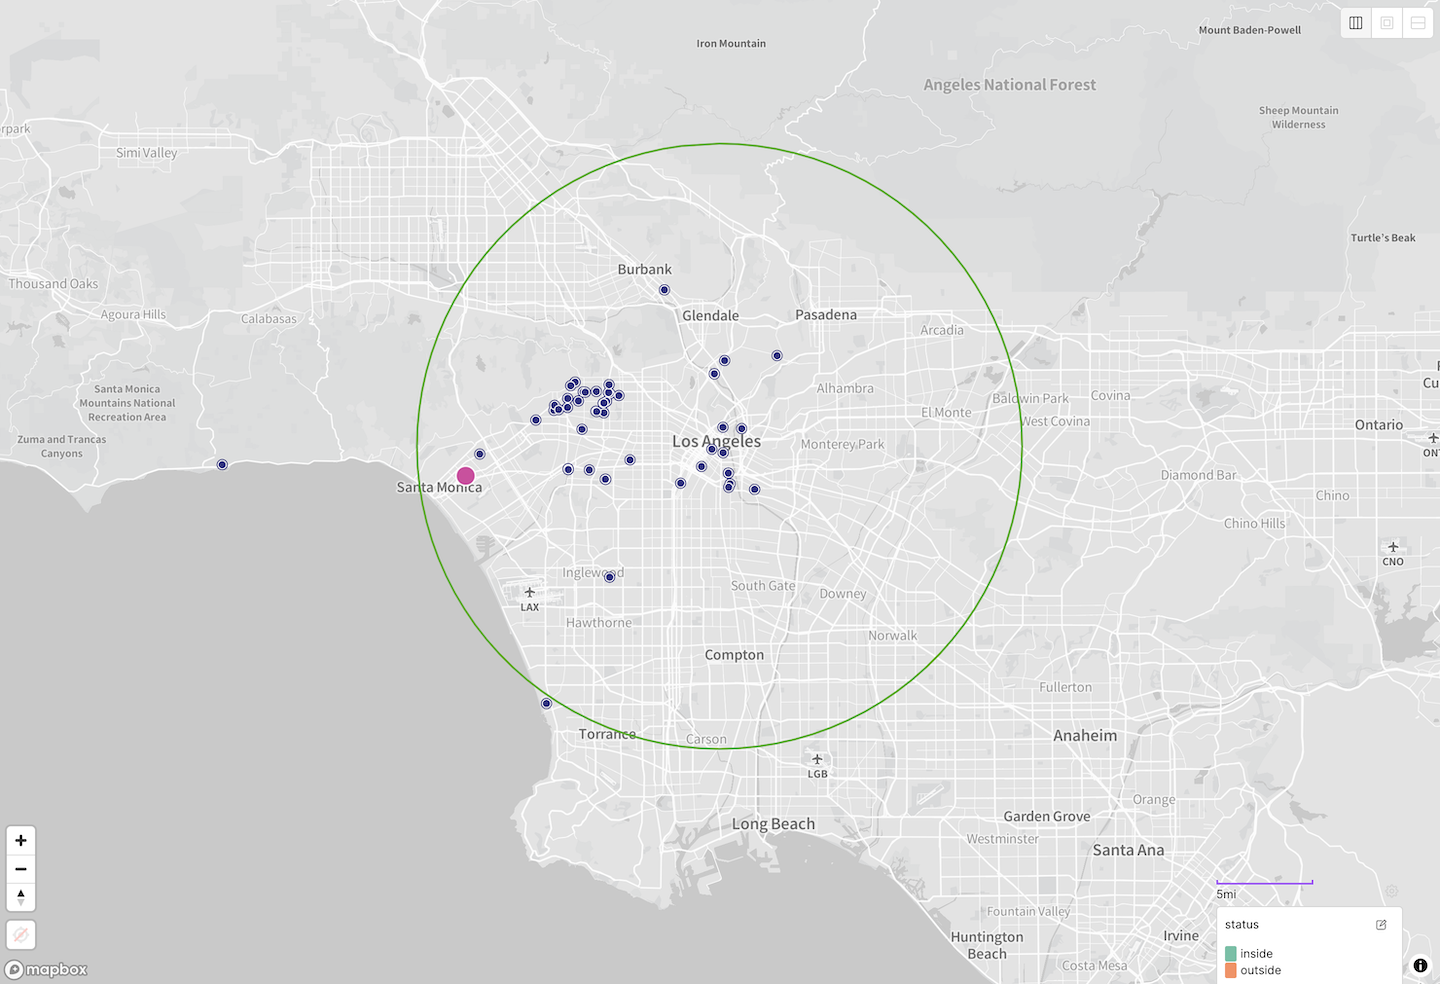 Iron Mountain
Mount Baden-Powell
Angeles National Forest
Sheep Mountain
Wilderness
rpark
Simi Valley
Turtle's Beak
Burbank
Thousand Oaks
Agoura Hills
Calabasas
Glendale
Pasadena
Arcadia
Santa Monica
Mountains National
Recreation Area
Alhambra
Baldwin Park
Covina
Cu
El Monte
West Covina
Ontario
Zuma and Trancas
Canyons
Los Angeles
Monterey Park
ON
Diamond Bar
Santa Monica
Chino
Chino Hills
CNO
Inglewood
South Gate
Downey
LAX
Hawthorne
Norwalk
Compton
Fullerton
Torrance
Carson
Anaheim
LGB
Orange
Long Beach
Garden Grove
Westminster
Santa Ana
5mi
Fountain Valley
status
Huntington
Beach
Irvine
inside
Costa Mesa
outside
mapbox